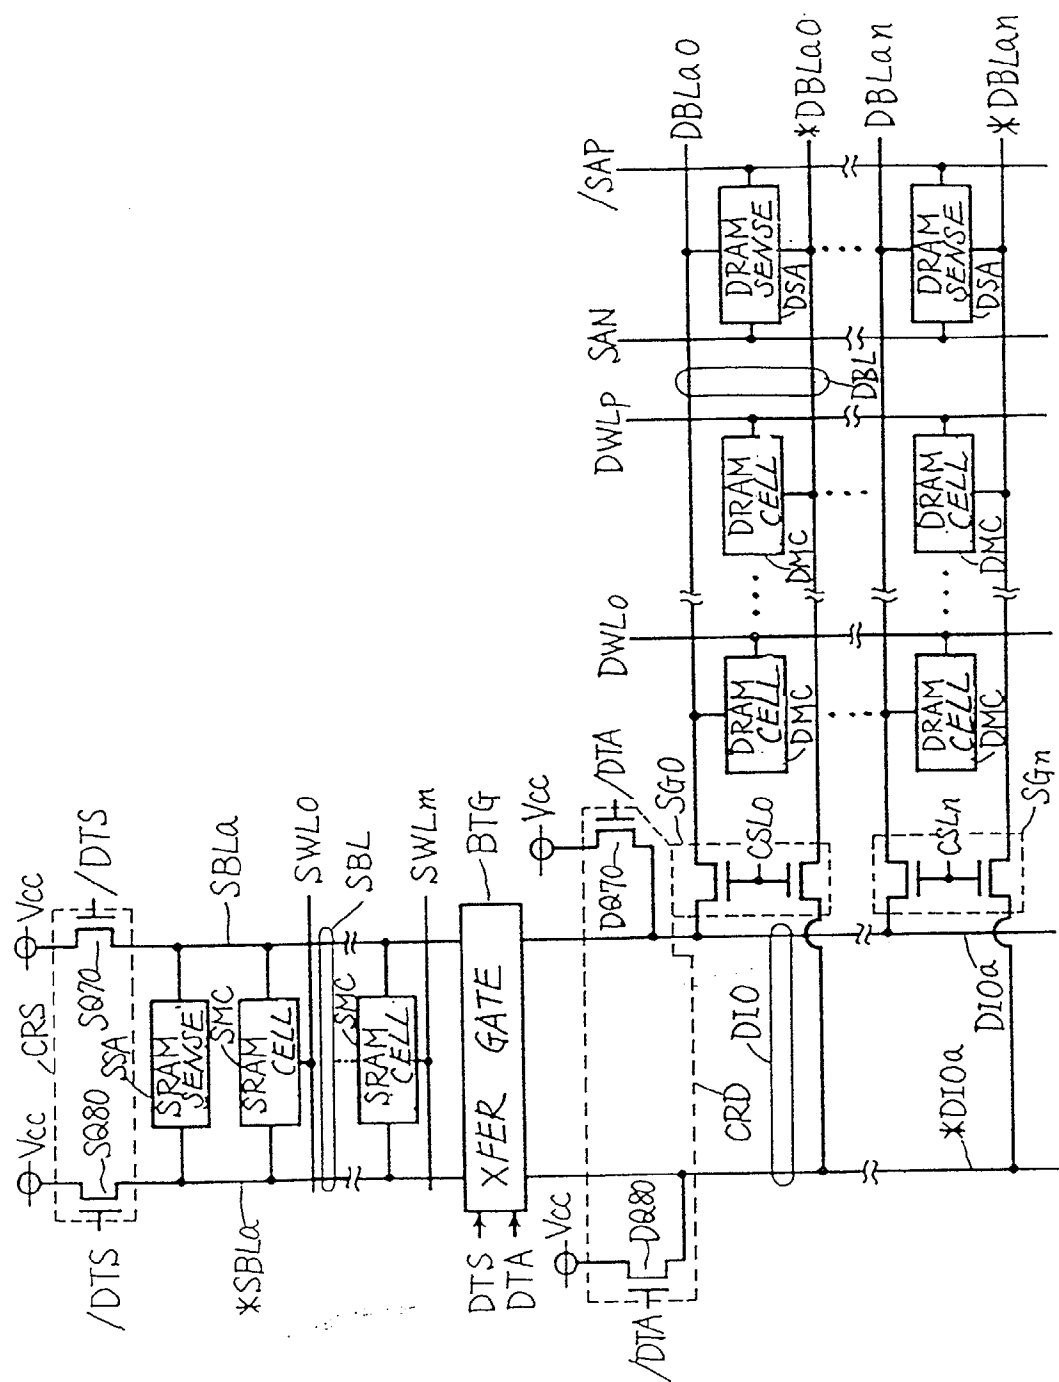 /DTS
Vcc
CRS
Vcc
/DTS
SQ80
SQ70
SSA
SRAM
SENSE
SMC
SRAM
CELL
SMC
SRAM
CELL
*SBLa
SBLa
SWL0
SBL
SWLm
DTS
DTA
XFER GATE
BTG
/DTA
Vcc
DQ80
CRD
DQ70
Vcc
/DTA
SG0
CSL0
DIO
*DIOa
DIOa
CSLn
SGn
DRAM
CELL
DMC
DRAM
CELL
DMC
DWL0
DRAM
CELL
DMC
DRAM
CELL
DMC
DWLP
DBL
SAN
DRAM
SENSE
DSA
DRAM
SENSE
DSA
/SAP
DBLa0
*DBLa0
DBLan
*DBLan